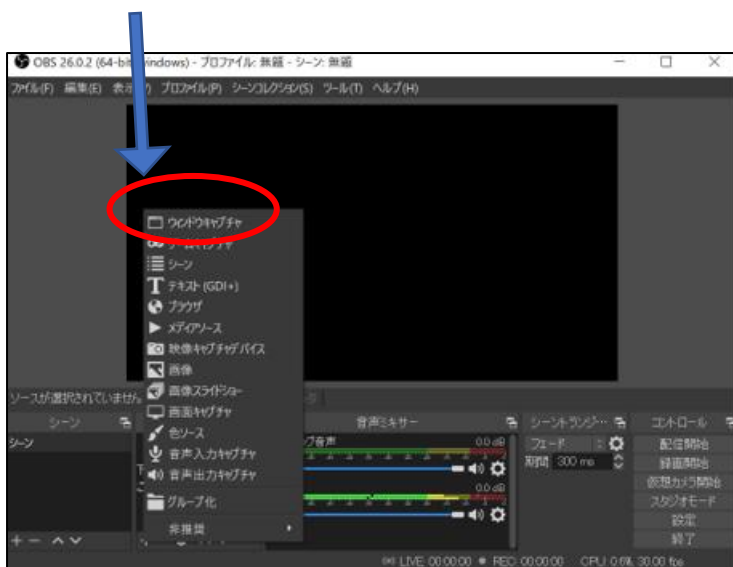 OBS 26.0.2 (64-bit, windows) - プロファイル: 無題 - シーン: 無題
ファイル(F) 編集(E) 表示 プロファイル(P) シーンコレクション(S) ツール(T) ヘルプ(H)
ウィンドウキャプチャ
ゲームキャプチャ
シーン
テキスト (GDI+)
ブラウザ
メディアソース
映像キャプチャデバイス
画像
画像スライドショー
画面キャプチャ
色ソース
音声入力キャプチャ
音声出力キャプチャ
グループ化
非推奨
ソースが選択されていません
シーン
シーン
音声ミキサー
プ音声
0.0 dB
0.0 dB
シーントランジ…
フェード
期間 300 ms
コントロール
配信開始
録画開始
仮想カメラ開始
スタジオモード
設定
終了
LIVE: 00:00:00 REC: 00:00:00 CPU: 0.6%, 30.00 fps